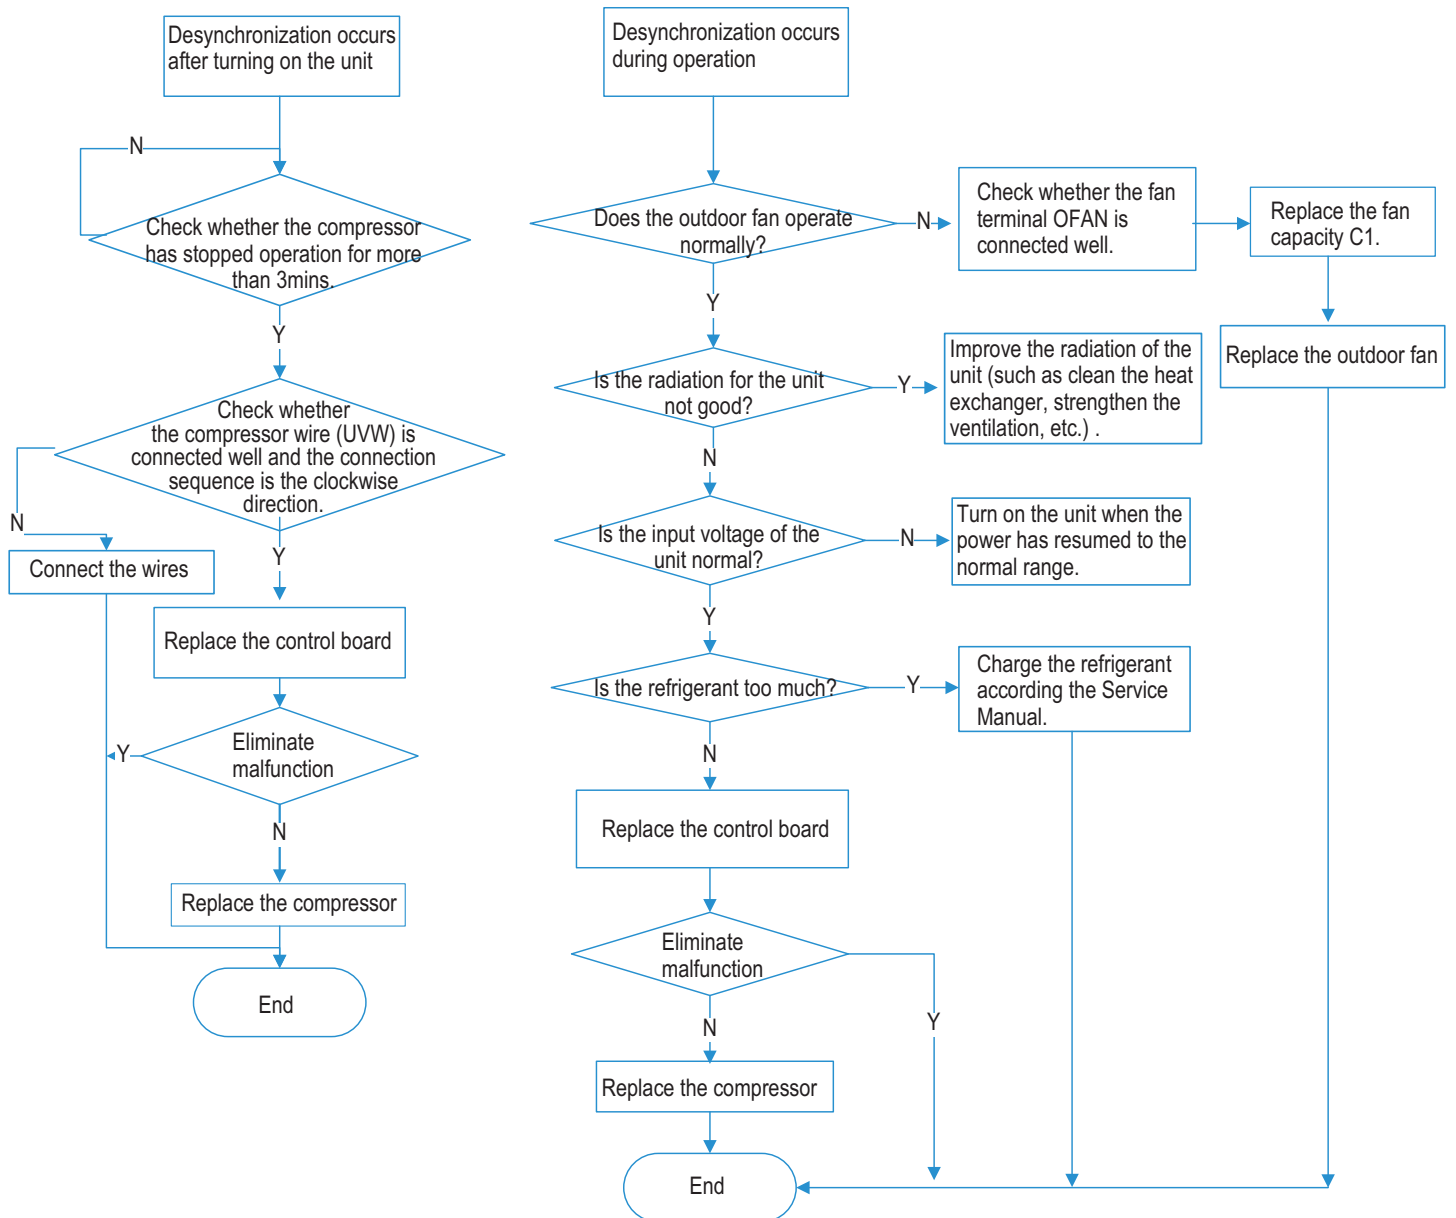 Desynchronization occurs
after turning on the unit
N
Check whether the compressor
has stopped operation for more
than 3mins.
Y
Check whether
the compressor wire (UVW) is
connected well and the connection
sequence is the clockwise
direction.
N
Y
Connect the wires
Replace the control board
Eliminate
malfunction
Y
N
Replace the compressor
End
Desynchronization occurs
during operation
Does the outdoor fan operate
normally?
N
Check whether the fan
terminal OFAN is
connected well.
Replace the fan
capacity C1.
Replace the outdoor fan
Y
Is the radiation for the unit
not good?
Y
Improve the radiation of the
unit (such as clean the heat
exchanger, strengthen the
ventilation, etc.) .
N
Is the input voltage of the
unit normal?
N
Turn on the unit when the
power has resumed to the
normal range.
Y
Is the refrigerant too much?
Y
Charge the refrigerant
according the Service
Manual.
N
Replace the control board
Eliminate
malfunction
Y
N
Replace the compressor
End